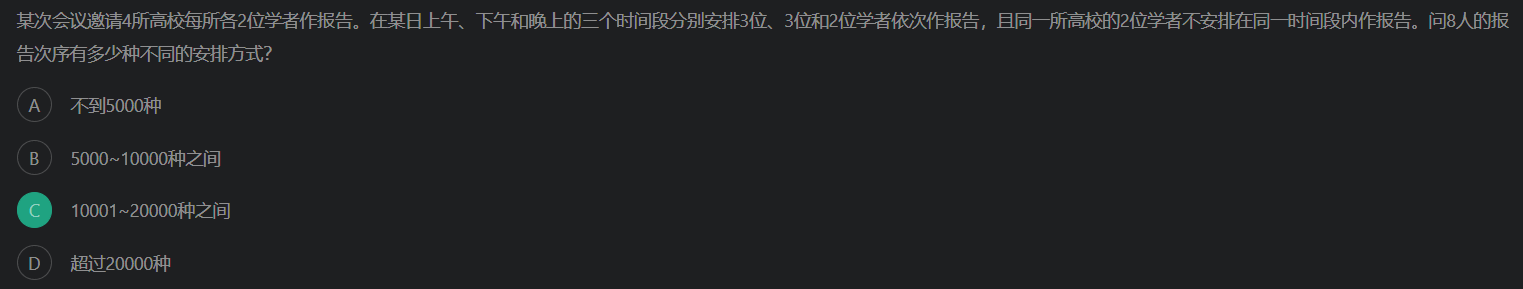 某次会议邀请4所高校每所各2位学者作报告。在某日上午、下午和晚上的三个时间段分别安排3位、3位和2位学者依次作报告，且同一所高校的2位学者不安排在同一时间段内作报告。问8人的报
告次序有多少种不同的安排方式？
A 不到5000种
B 5000~10000种之间
C 10001~20000种之间
D 超过20000种